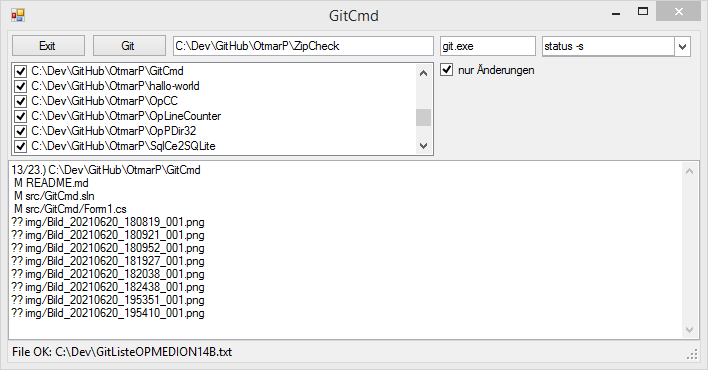 GitCmd
Exit Git C:\Dev\GitHub\OtmarP\ZipCheck git.exe status -s
C:\Dev\GitHub\OtmarP\GitCmd
C:\Dev\GitHub\OtmarP\hallo-world
C:\Dev\GitHub\OtmarP\OpCC
C:\Dev\GitHub\OtmarP\OpLineCounter
C:\Dev\GitHub\OtmarP\OpPDir32
C:\Dev\GitHub\OtmarP\SqlCe2SQLite
nur Änderungen
13/23.) C:\Dev\GitHub\OtmarP\GitCmd
M README.md
M src/GitCmd.sln
M src/GitCmd/Form1.cs
?? img/Bild_20210620_180819_001.png
?? img/Bild_20210620_180921_001.png
?? img/Bild_20210620_180952_001.png
?? img/Bild_20210620_181927_001.png
?? img/Bild_20210620_182038_001.png
?? img/Bild_20210620_182438_001.png
?? img/Bild_20210620_195351_001.png
?? img/Bild_20210620_195410_001.png
File OK: C:\Dev\GitListeOPMEDION14B.txt